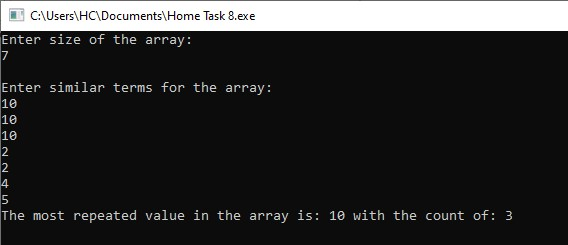 C:\Users\HC\Documents\Home Task 8.exe
Enter size of the array:
7
Enter similar terms for the array:
10
10
10
2
2
4
5
The most repeated value in the array is: 10 with the count of: 3